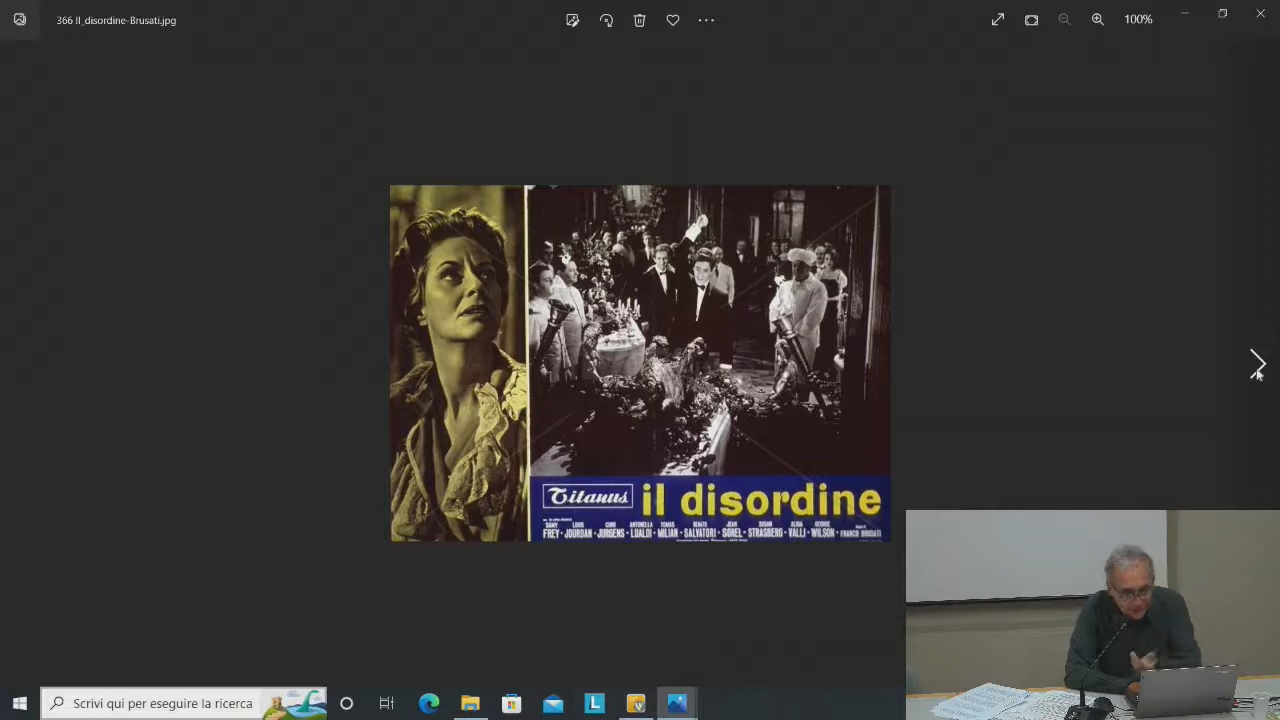 366 Il_disordine-Brusati.jpg
100%
Titanus
il disordine
SAMY FREY · LOUIS JOURDAN · CURD JURGENS · ANTONELLA LUALDI · TOMAS MILIAN · RENATO SALVATORI · JEAN SOREL · SUSAN STRASBERG · ALIDA VALLI · GEORGES WILSON · FRANCO BRUSATI
Scrivi qui per eseguire la ricerca
L